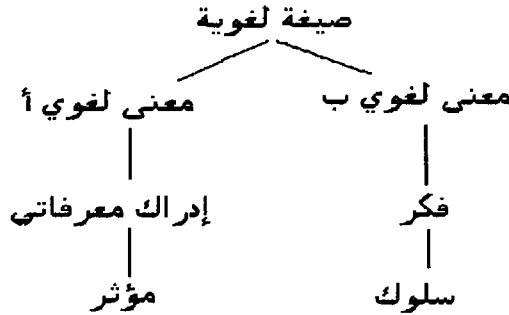 صيغة لغوية
معنى لغوي ب
معنى لغوي أ
فكر
إدراك معرفاتي
سلوك
مؤثر